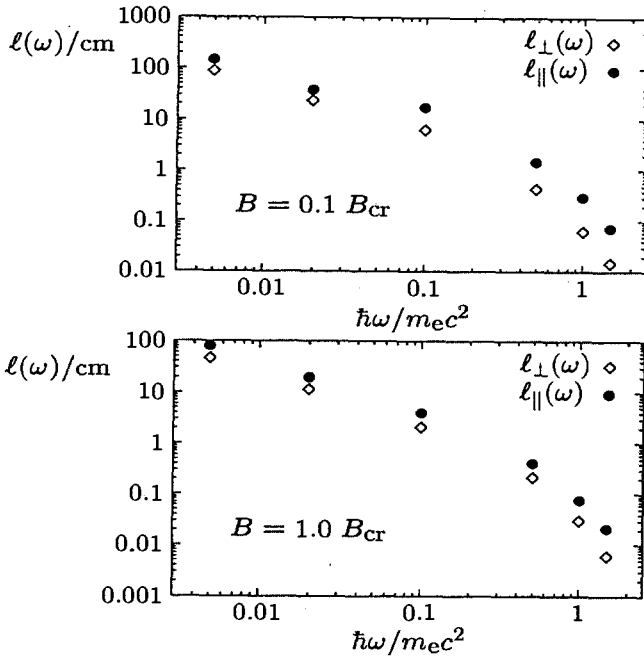 1000
ℓ(ω)/cm
100
10
1
0.1
0.01
ℓ⊥(ω) ◇
ℓ∥(ω) ●
B = 0.1 Bcr
0.01 0.1 1
ħω/mec²
100
ℓ(ω)/cm
10
1
0.1
0.01
0.001
ℓ⊥(ω) ◇
ℓ∥(ω) ●
B = 1.0 Bcr
0.01 0.1 1
ħω/mec²